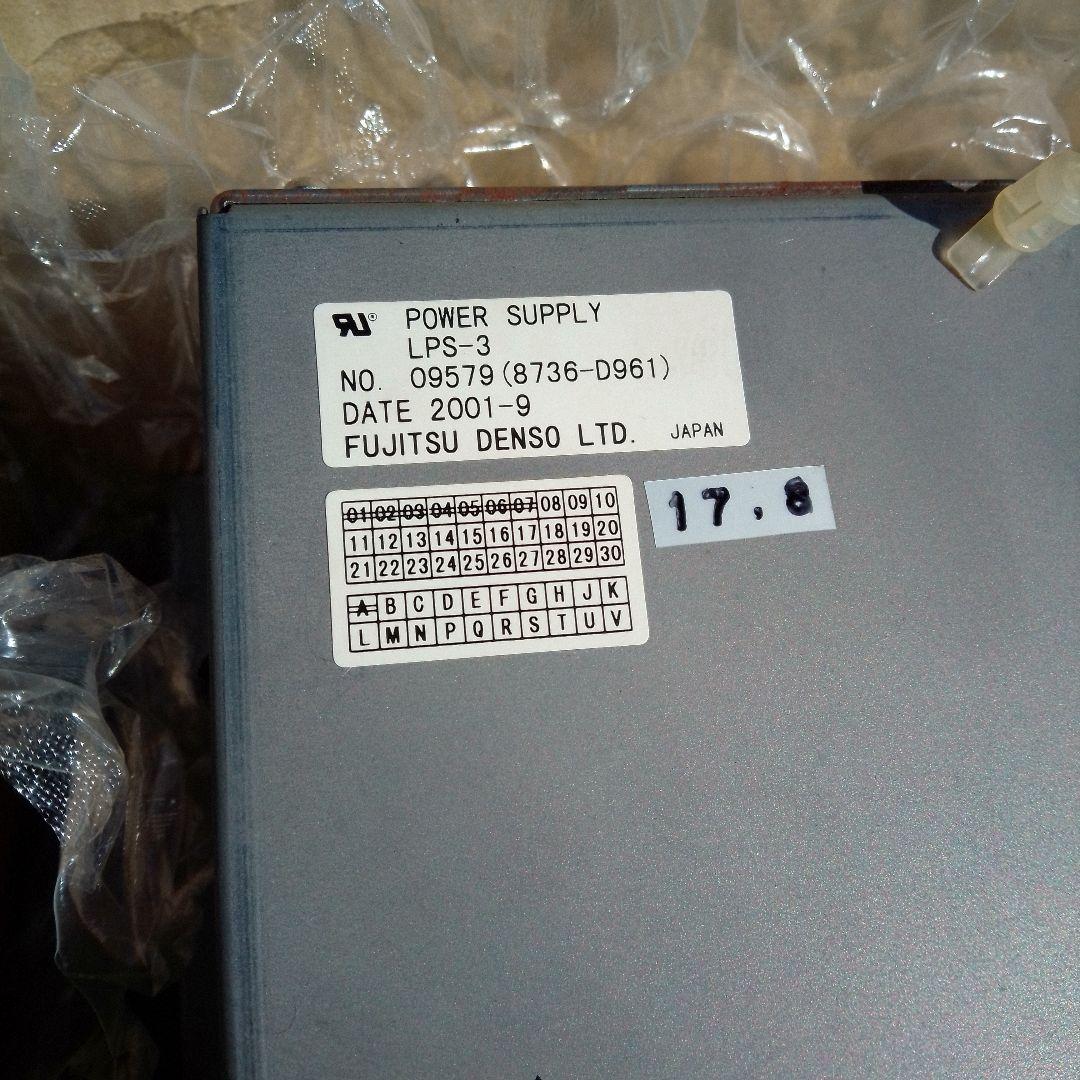 RU® POWER SUPPLY
LPS-3
NO. 09579(8736-D961)
DATE 2001-9
FUJITSU DENSO LTD. JAPAN
01 02 03 04 05 06 07 08 09 10
11 12 13 14 15 16 17 18 19 20
21 22 23 24 25 26 27 28 29 30
A B C D E F G H J K
L M N P Q R S T U V
17.8